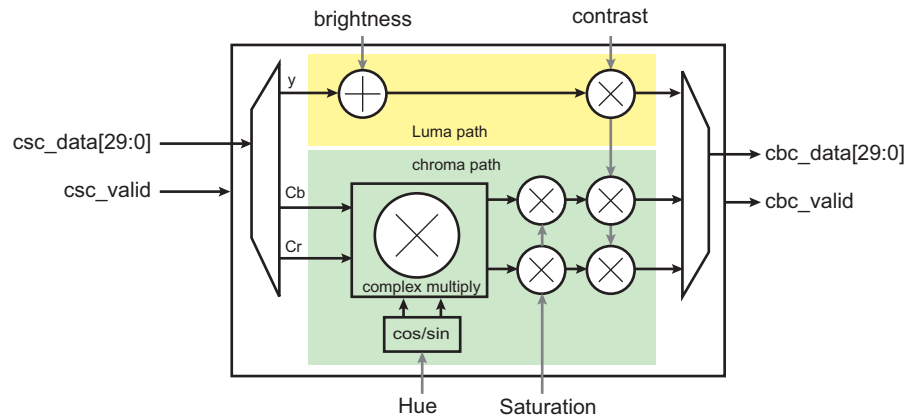 brightness
contrast
y
Luma path
csc_data[29:0]
cbc_data[29:0]
chroma path
csc_valid
Cb
cbc_valid
Cr
complex multiply
cos/sin
Hue
Saturation